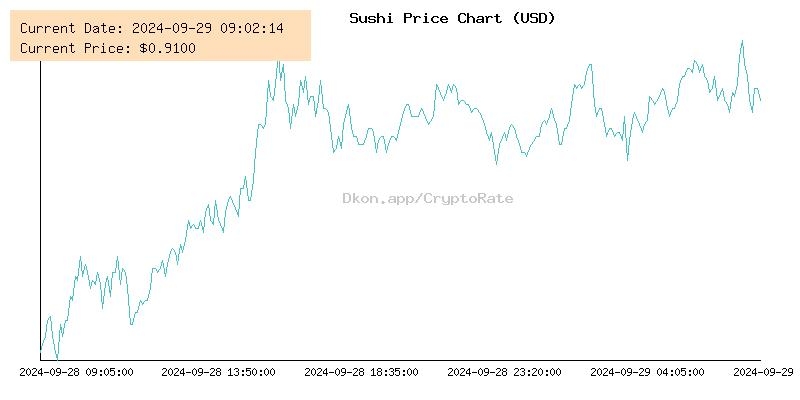 Sushi Price Chart (USD)
Current Date: 2024-09-29 09:02:14
Current Price: $0.9100
Dkon.app/CryptoRate
2024-09-28 09:05:00 2024-09-28 13:50:00 2024-09-28 18:35:00 2024-09-28 23:20:00 2024-09-29 04:05:00 2024-09-29